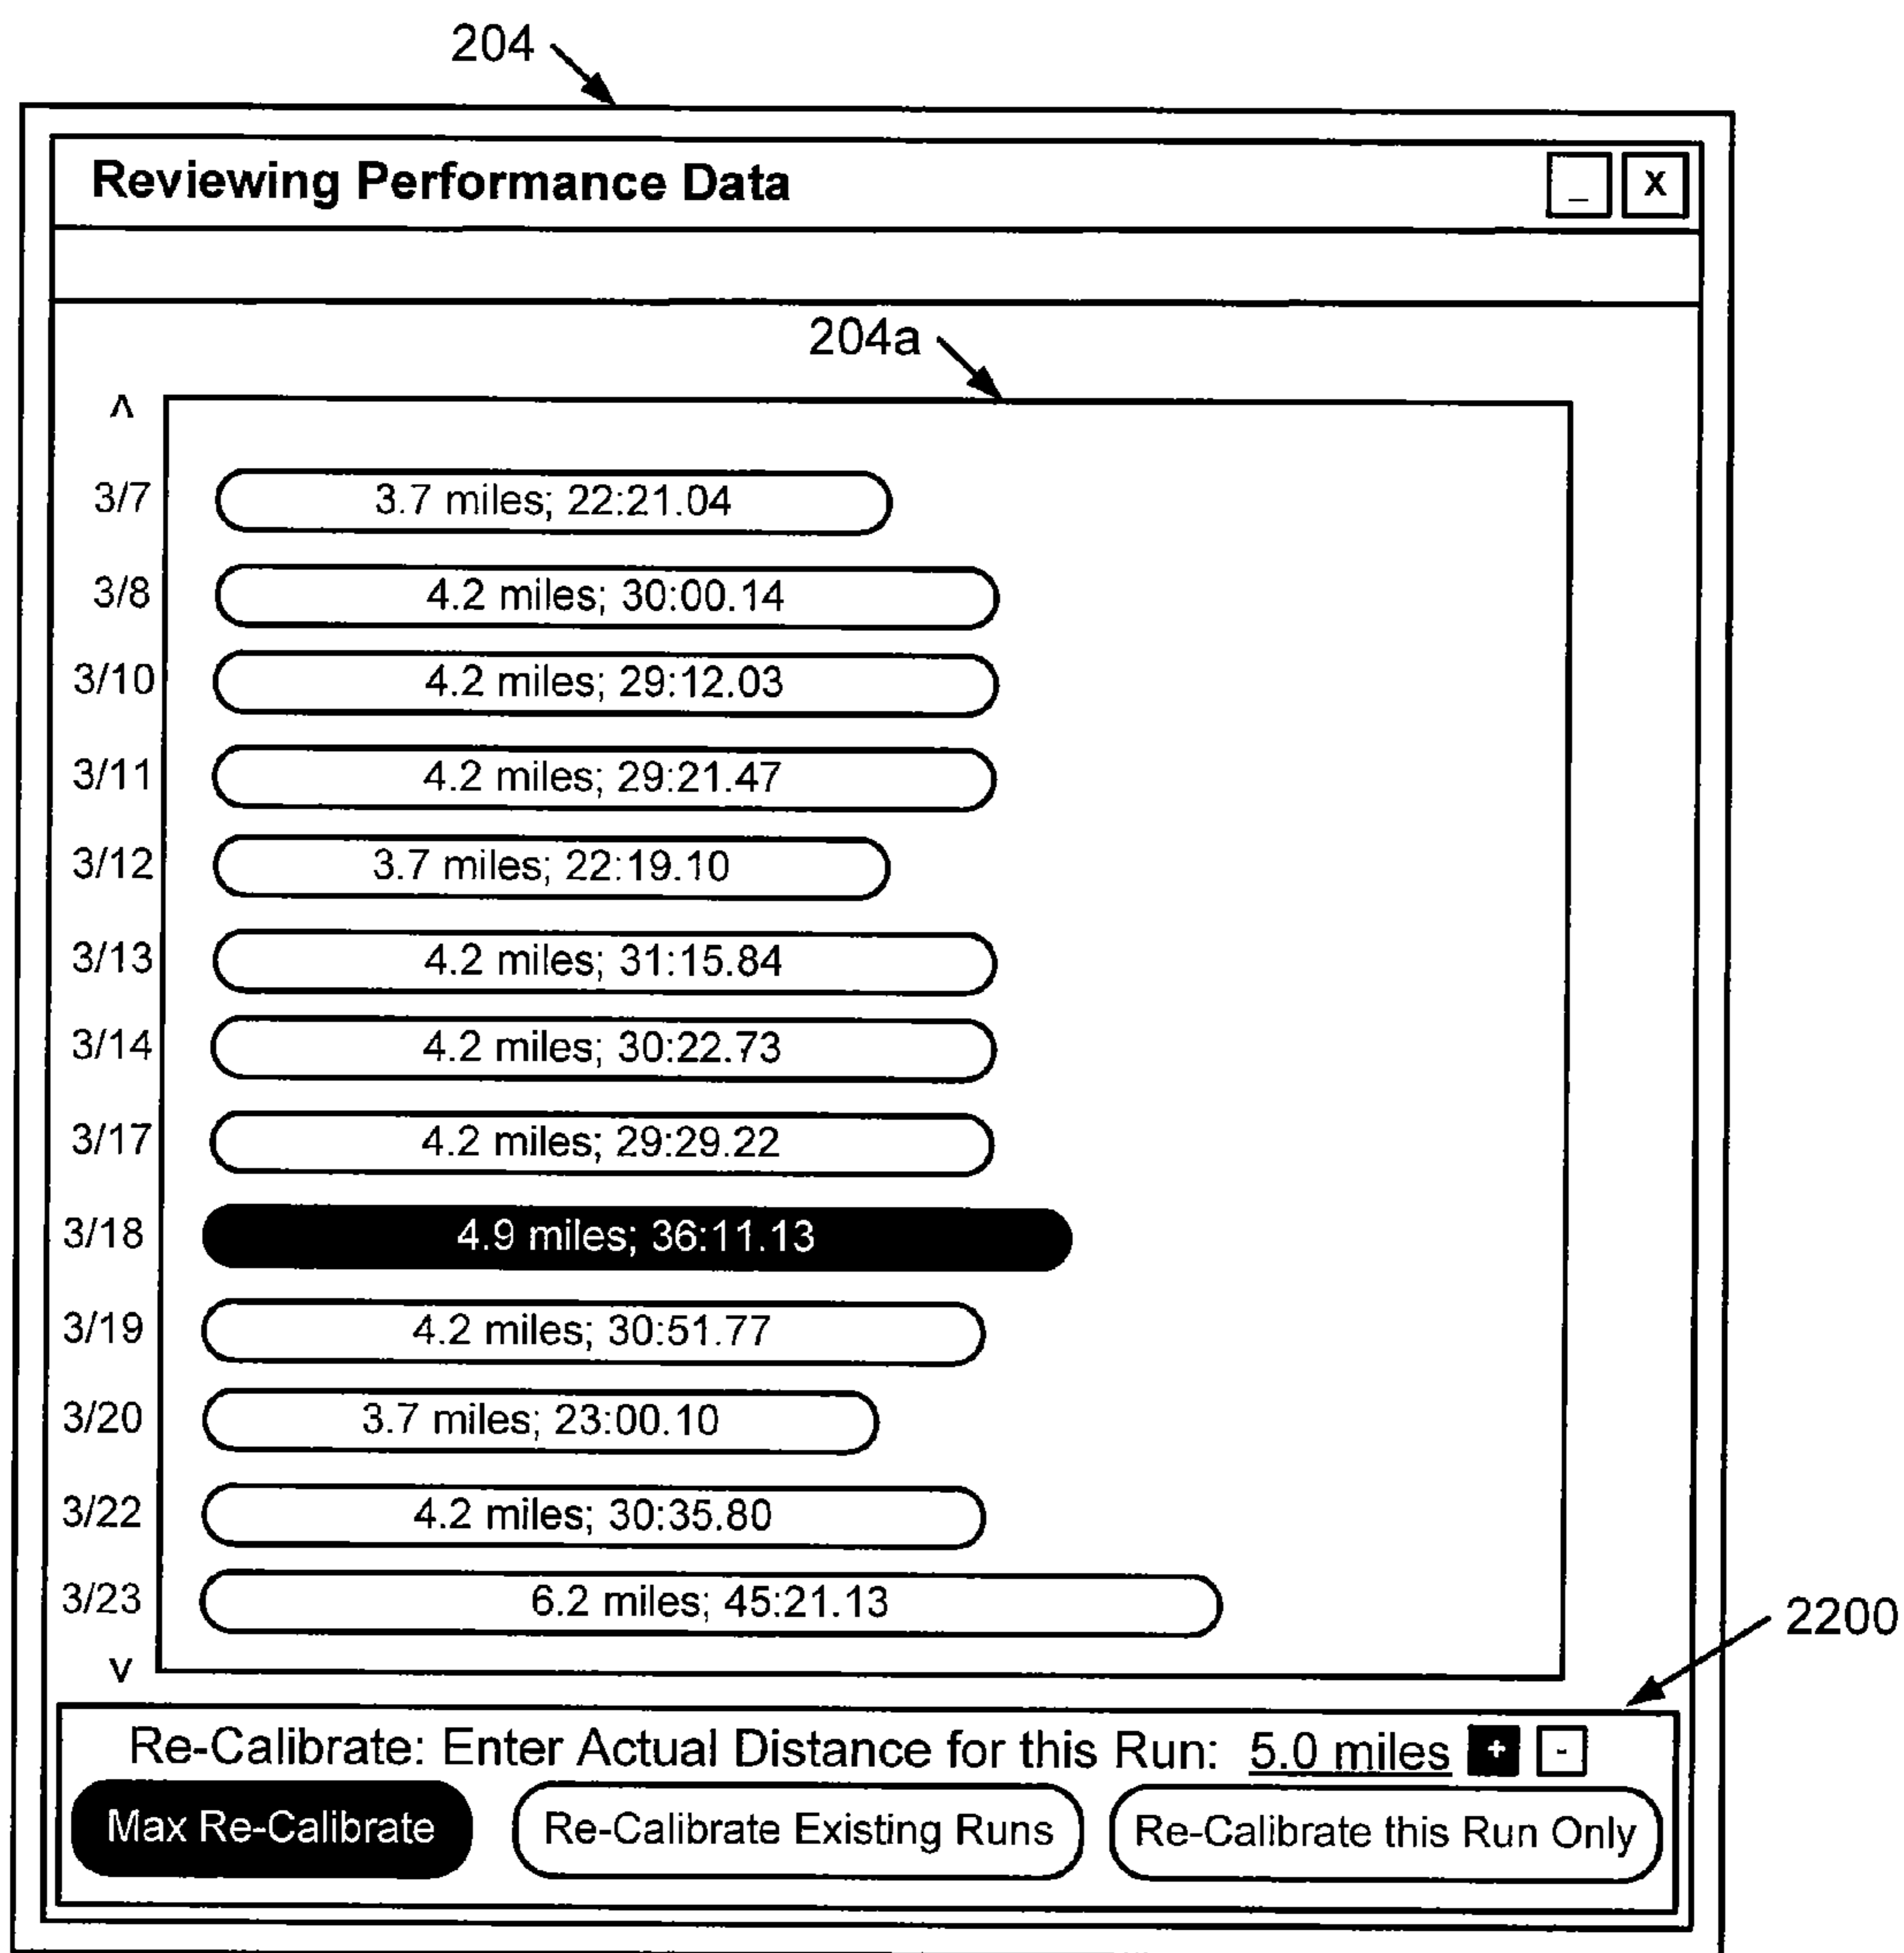 204
Reviewing Performance Data _ X
204a
^
3/7 3.7 miles; 22:21.04
3/8 4.2 miles; 30:00.14
3/10 4.2 miles; 29:12.03
3/11 4.2 miles; 29:21.47
3/12 3.7 miles; 22:19.10
3/13 4.2 miles; 31:15.84
3/14 4.2 miles; 30:22.73
3/17 4.2 miles; 29:29.22
3/18 4.9 miles; 36:11.13
3/19 4.2 miles; 30:51.77
3/20 3.7 miles; 23:00.10
3/22 4.2 miles; 30:35.80
3/23 6.2 miles; 45:21.13
v
2200
Re-Calibrate: Enter Actual Distance for this Run: 5.0 miles + -
Max Re-Calibrate Re-Calibrate Existing Runs Re-Calibrate this Run Only